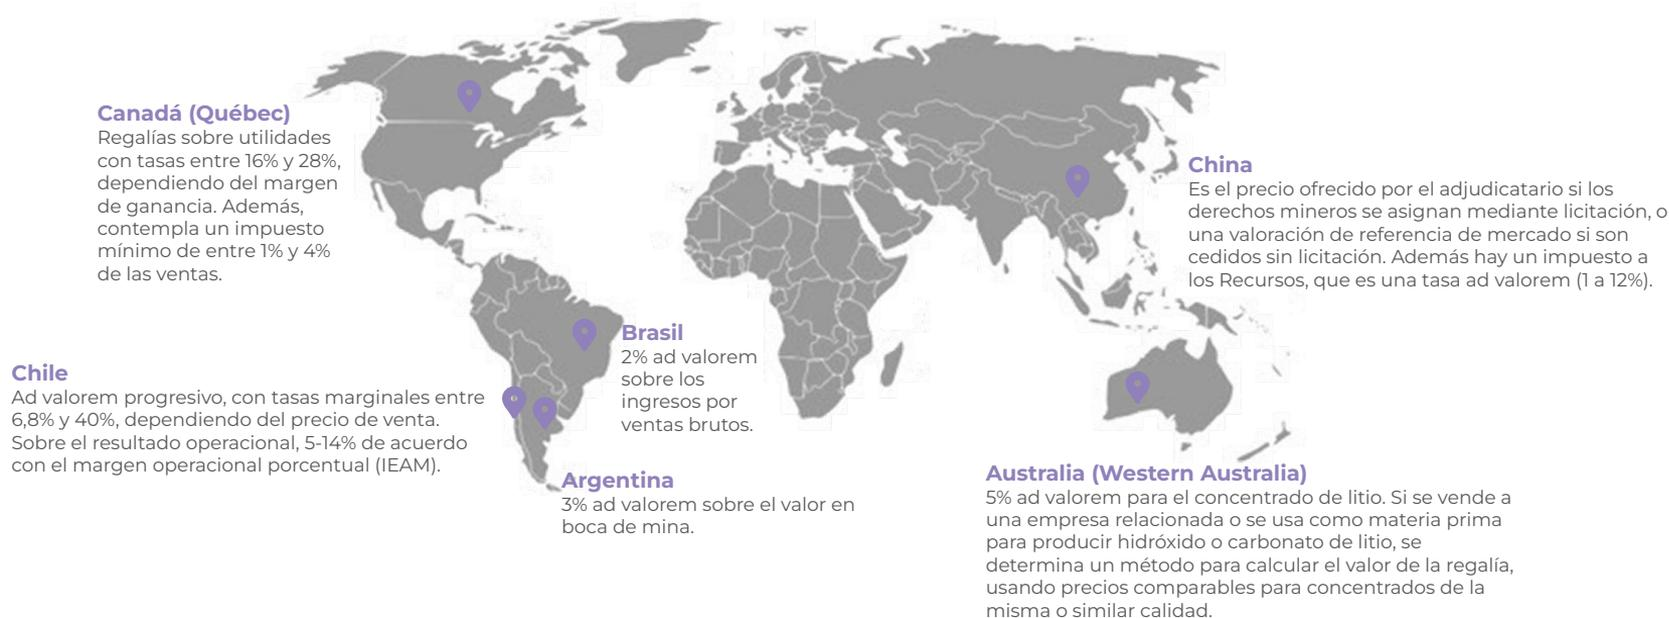 Canadá (Québec)
Regalías sobre utilidades
con tasas entre 16% y 28%,
dependiendo del margen
de ganancia. Además,
contempla un impuesto
mínimo de entre 1% y 4%
de las ventas.
China
Es el precio ofrecido por el adjudicatario si los
derechos mineros se asignan mediante licitación, o
una valoración de referencia de mercado si son
cedidos sin licitación. Además hay un impuesto a
los Recursos, que es una tasa ad valorem (1 a 12%).
Brasil
2% ad valorem
sobre los
ingresos por
ventas brutos.
Chile
Ad valorem progresivo, con tasas marginales entre
6,8% y 40%, dependiendo del precio de venta.
Sobre el resultado operacional, 5-14% de acuerdo
con el margen operacional porcentual (IEAM).
Argentina
3% ad valorem sobre el valor en
boca de mina.
Australia (Western Australia)
5% ad valorem para el concentrado de litio. Si se vende a
una empresa relacionada o se usa como materia prima
para producir hidróxido o carbonato de litio, se
determina un método para calcular el valor de la regalía,
usando precios comparables para concentrados de la
misma o similar calidad.